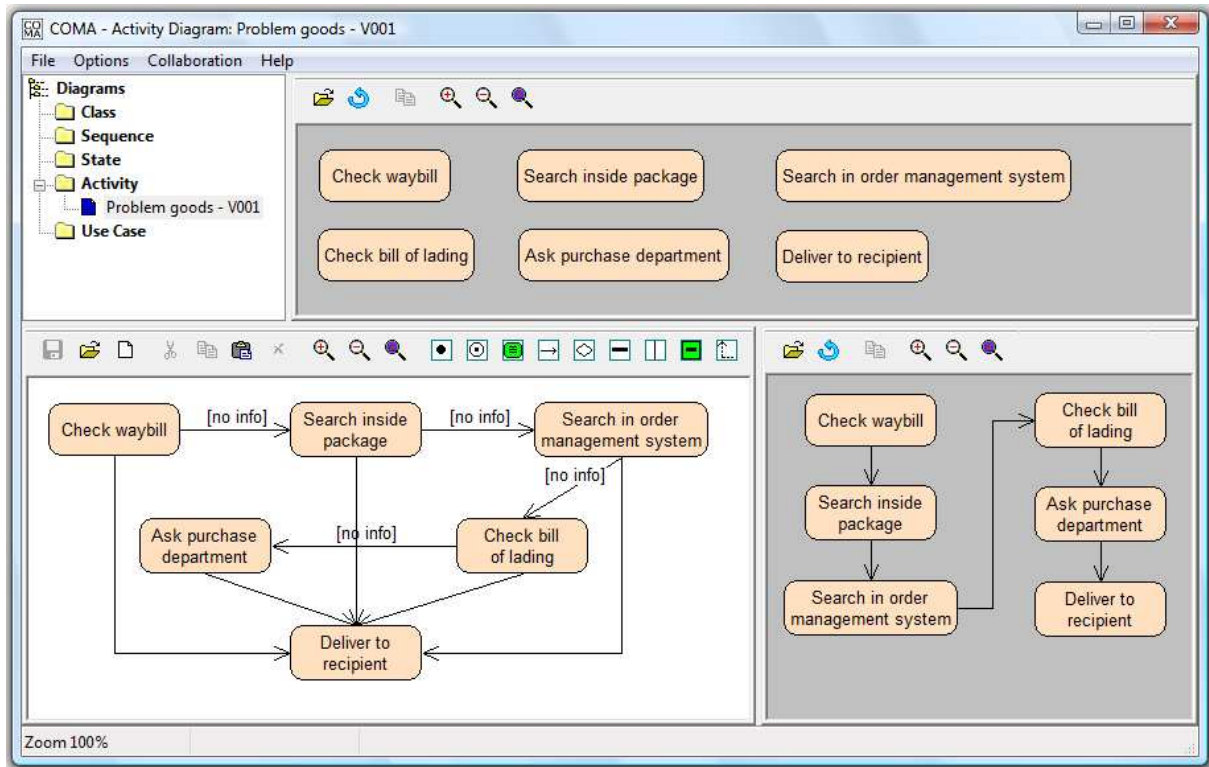 CO
MA
COMA - Activity Diagram: Problem goods - V001
File Options Collaboration Help
Diagrams
Class
Sequence
State
Activity
Problem goods - V001
Use Case
Check waybill
Search inside package
Search in order management system
Check bill of lading
Ask purchase department
Deliver to recipient
Check waybill
[no info]
Search inside
package
[no info]
Search in order
management system
[no info]
Ask purchase
department
[no info]
Check bill
of lading
Deliver to
recipient
Check waybill
Search inside
package
Search in order
management system
Check bill
of lading
Ask purchase
department
Deliver to
recipient
Zoom 100%